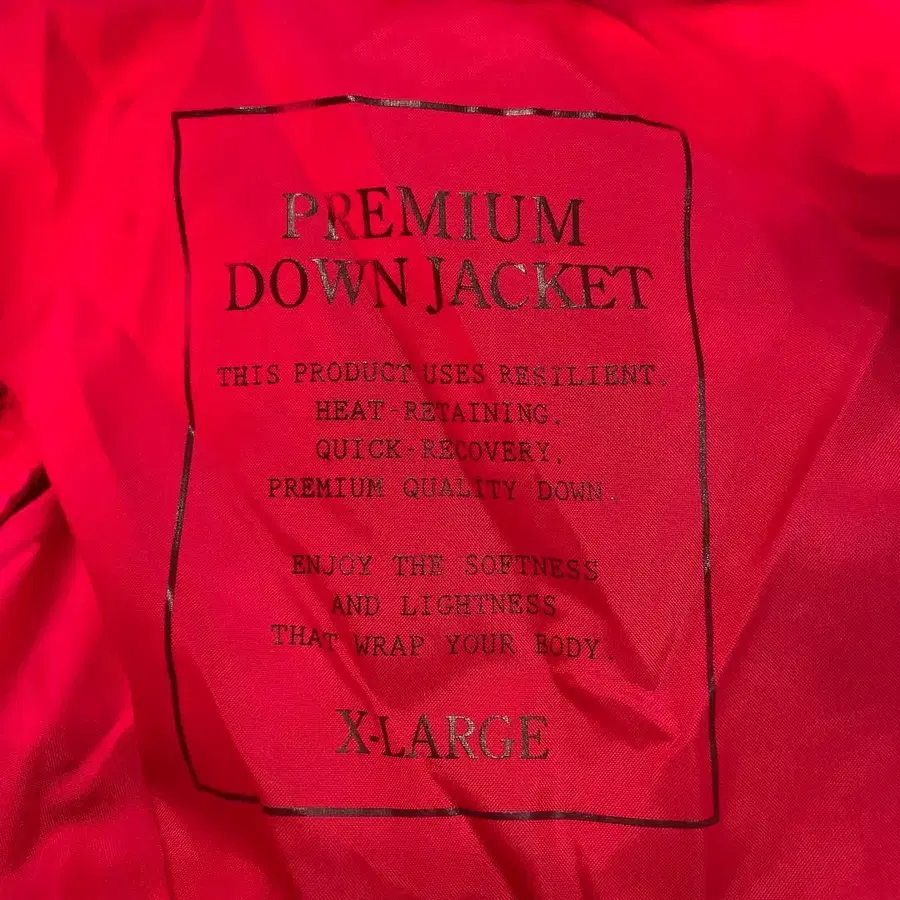 PREMIUM
DOWN JACKET
THIS PRODUCT USES RESILIENT,
HEAT-RETAINING,
QUICK-RECOVERY,
PREMIUM QUALITY DOWN.
ENJOY THE SOFTNESS
AND LIGHTNESS
THAT WRAP YOUR BODY.
X-LARGE